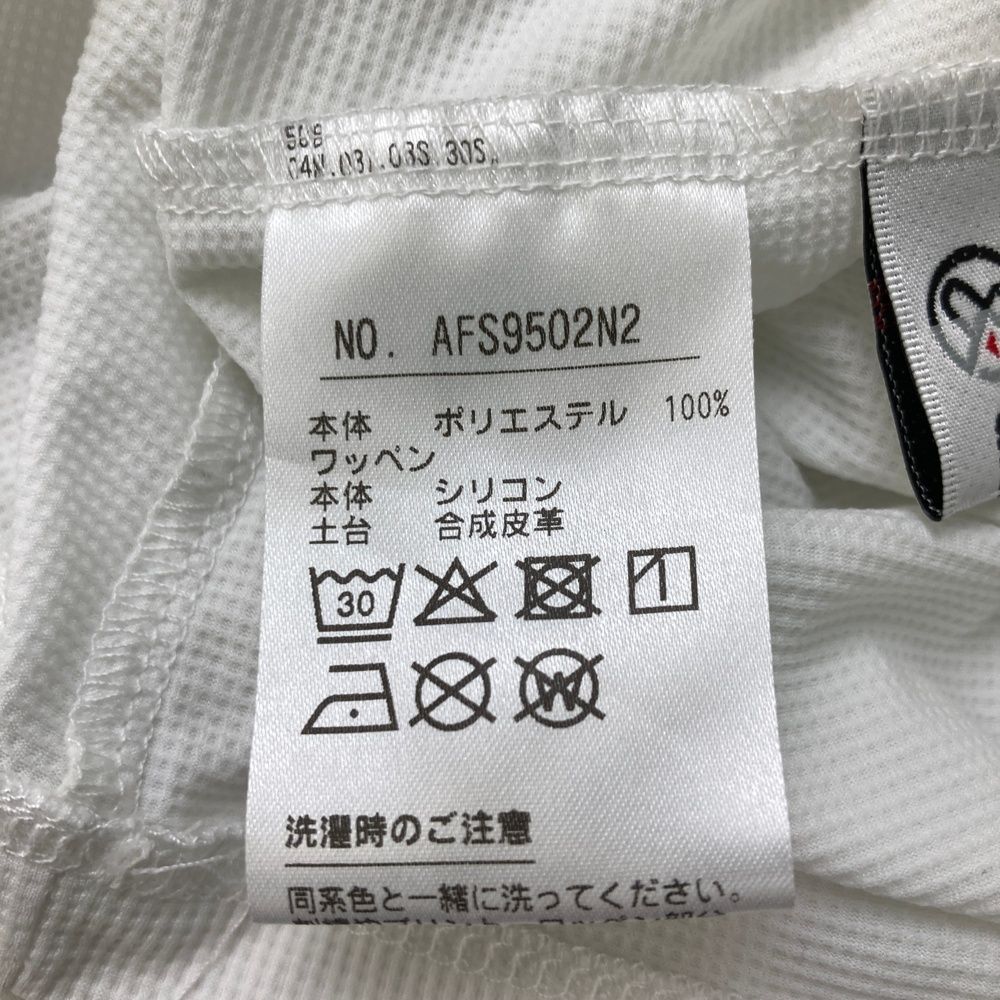 NO. AFS9502N2
本体 ポリエステル 100%
ワッペン
本体 シリコン
土台 合成皮革
30
W
洗濯時のご注意
同系色と一緒に洗ってください。